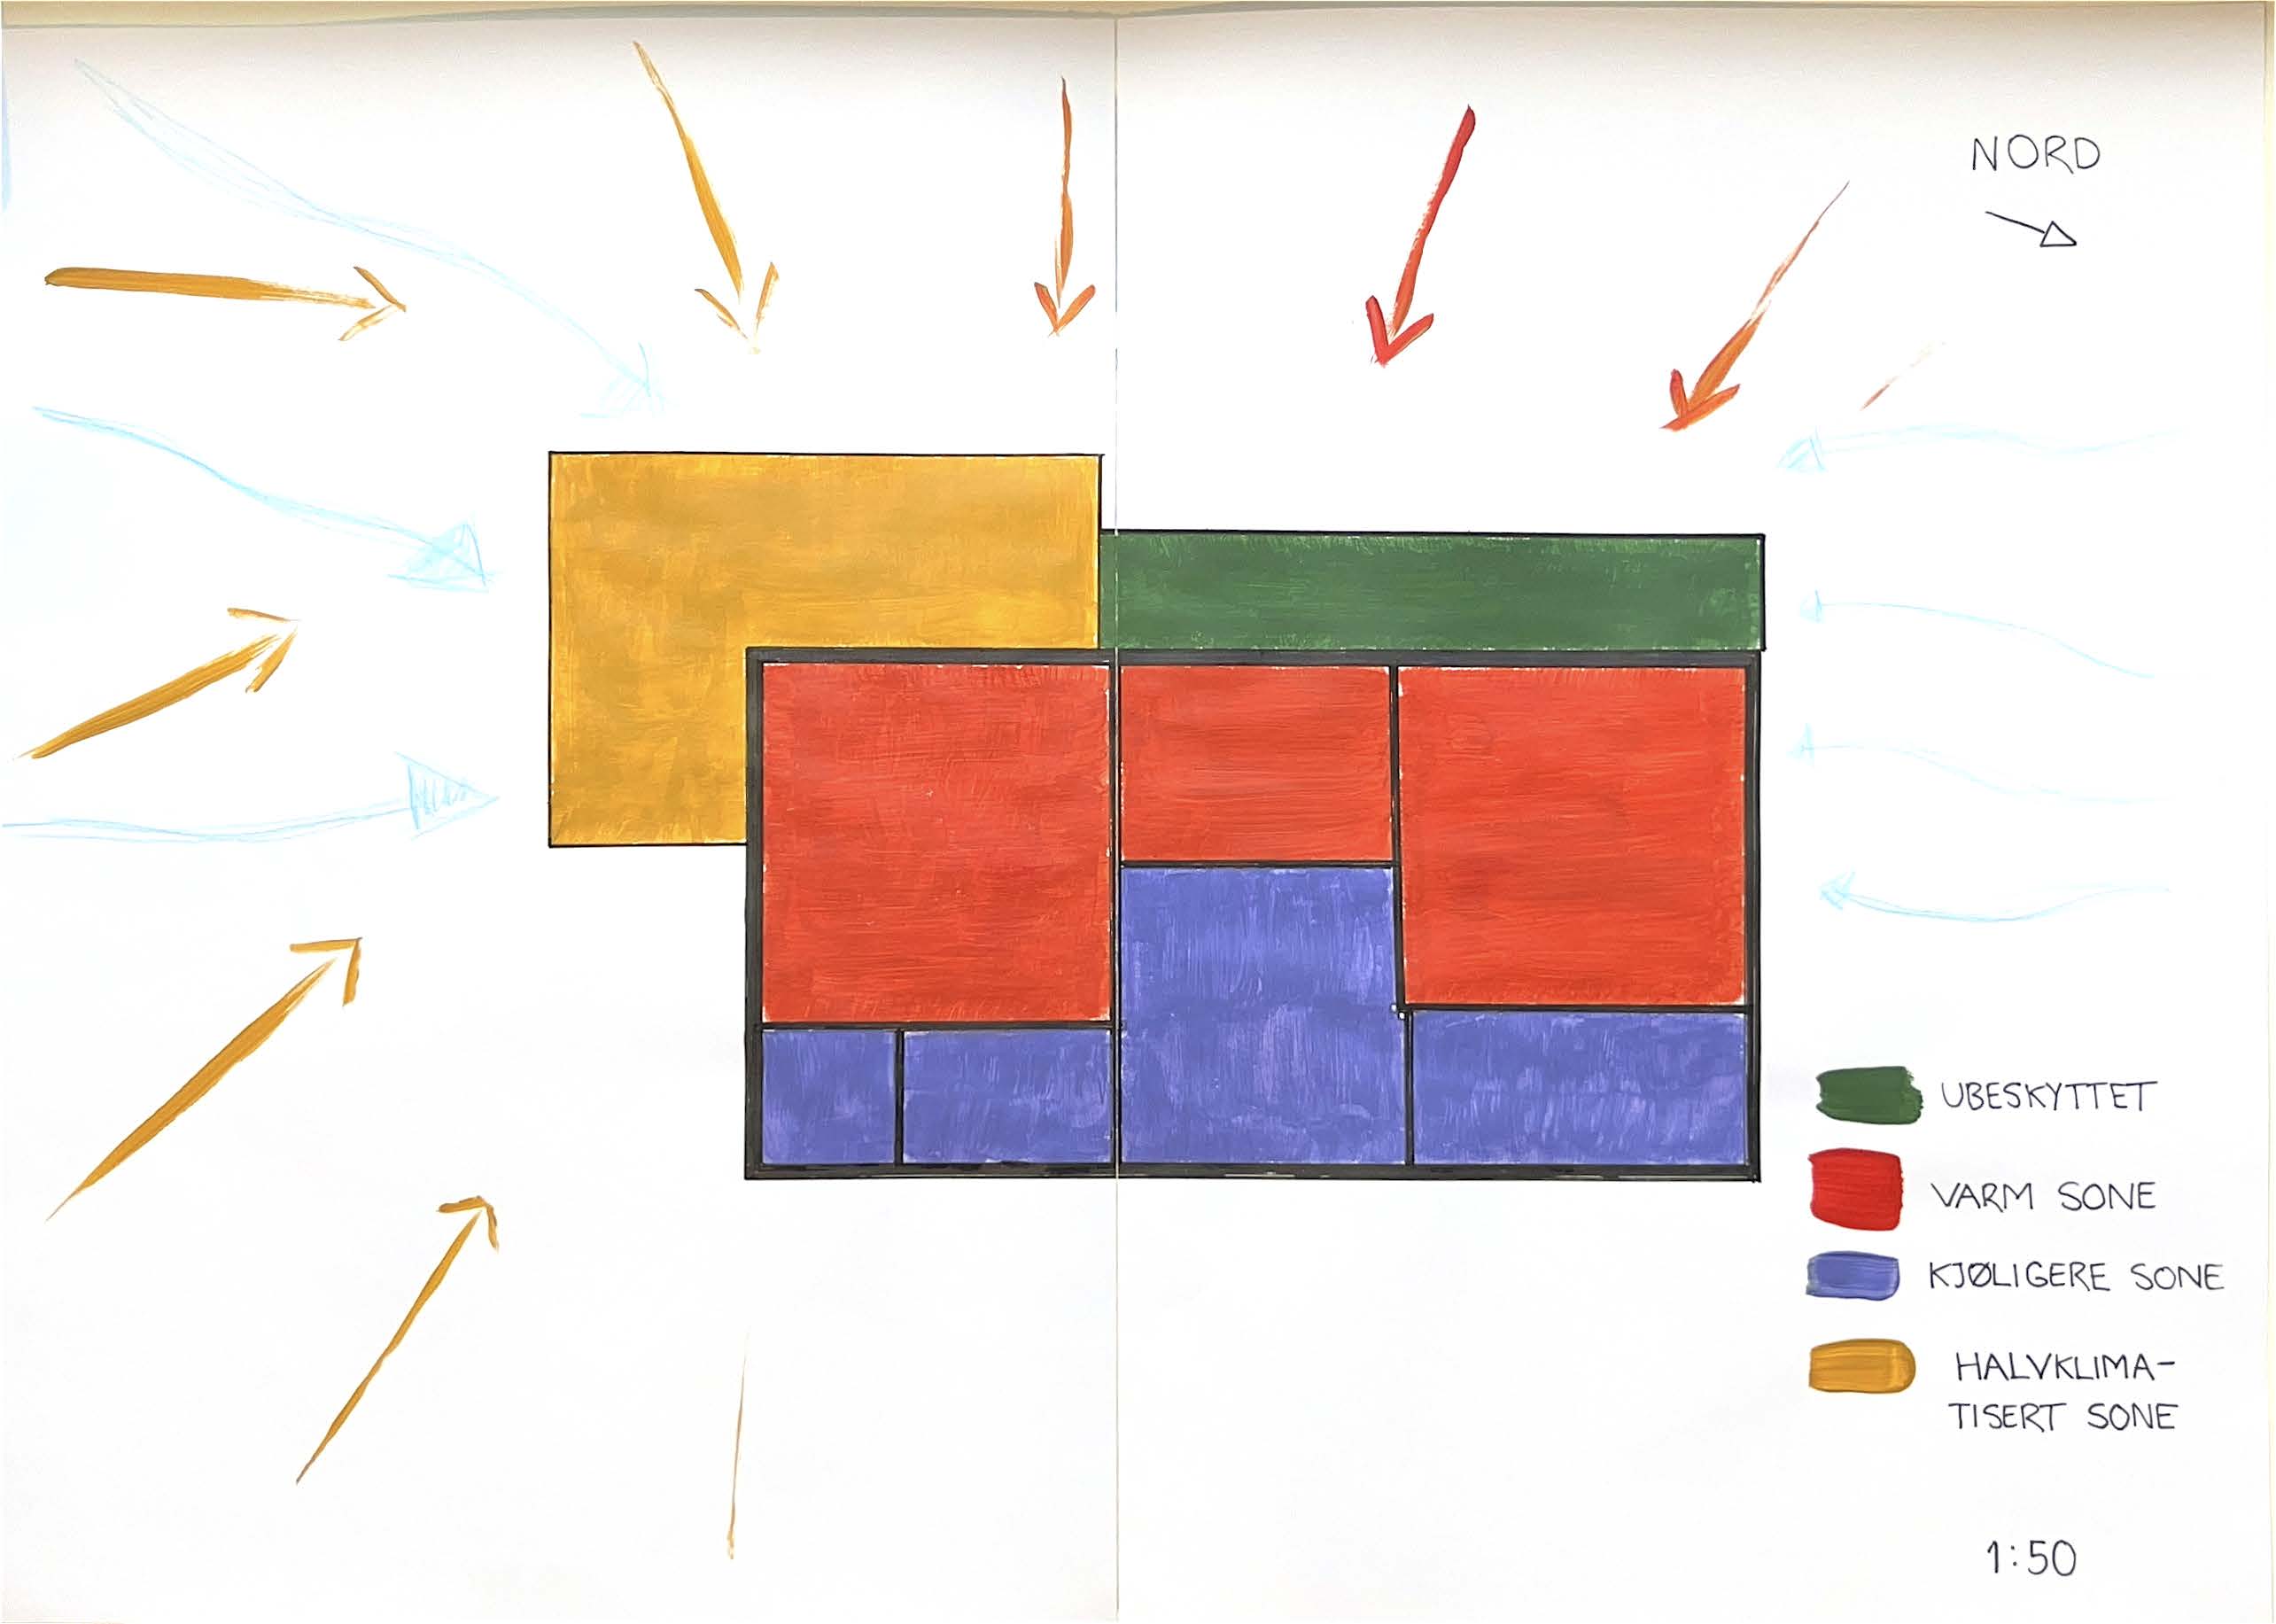 NORD
UBESKYTTET
VARM SONE
KJØLIGERE SONE
HALVKLIMA-
TISERT SONE
1:50